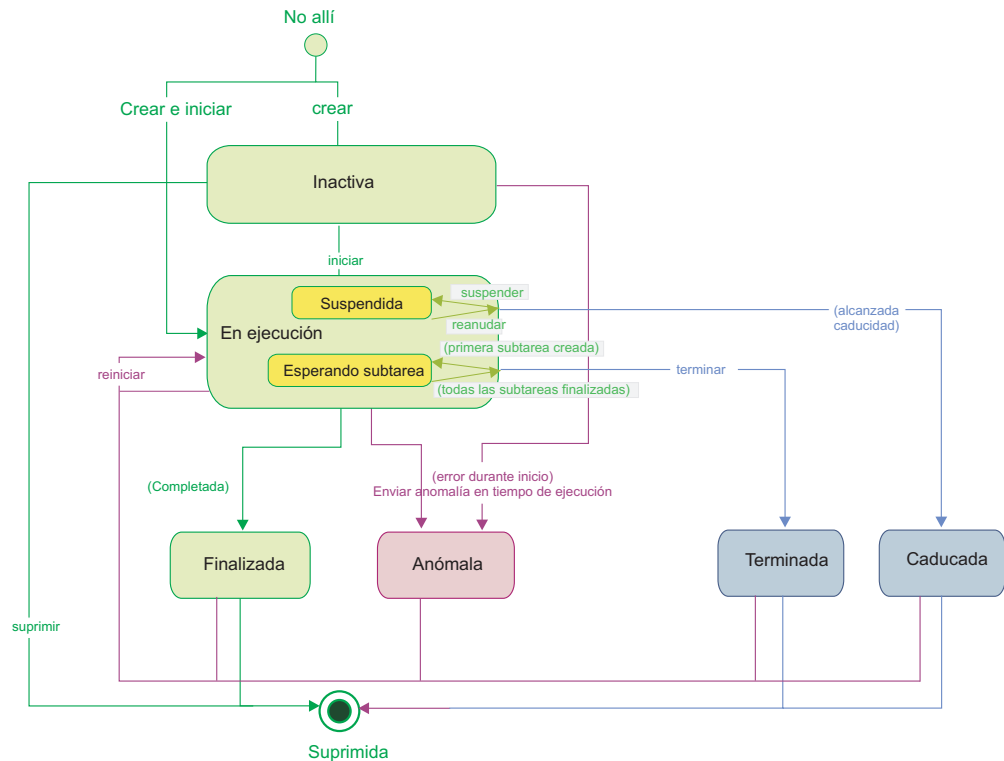 No allí
Crear e iniciar
crear
Inactiva
iniciar
Suspendida
suspender
reanudar
En ejecución
(primera subtarea creada)
Esperando subtarea
(todas las subtareas finalizadas)
(alcanzada
caducidad)
reiniciar
terminar
(Completada)
(error durante inicio)
Enviar anomalía en tiempo de ejecución
Finalizada
Anómala
Terminada
Caducada
suprimir
Suprimida